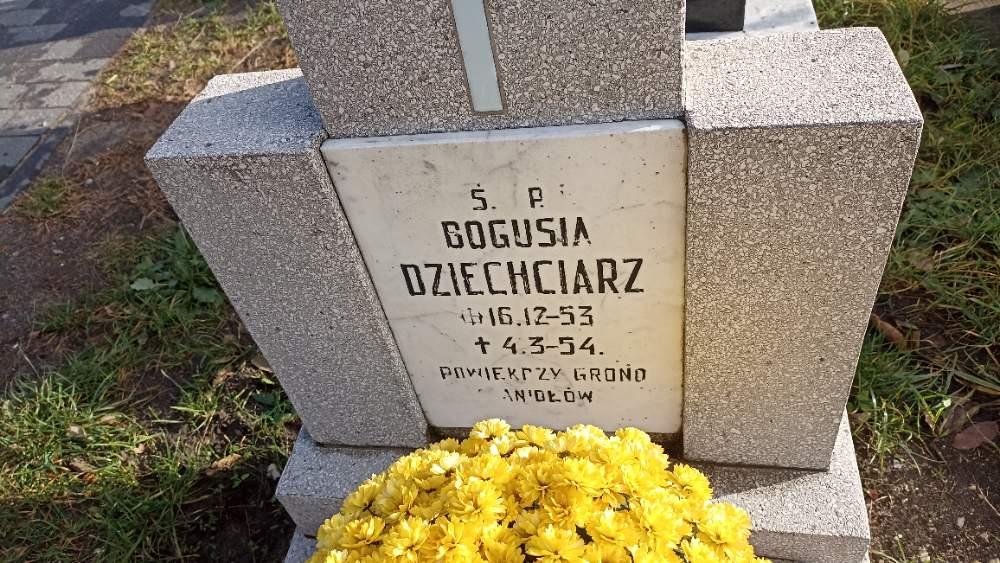 Ś. P.
BOGUSIA
DZIECHCIARZ
16.12-53
✝ 4.3-54.
POWIĘKRZY GRONO
ANIOŁÓW